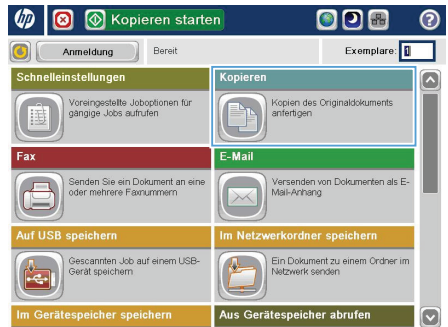 hp
Kopieren starten
?
Anmeldung
Bereit
Exemplare: 1
Schnelleinstellungen
Voreingestellte Joboptionen für
gängige Jobs aufrufen
Kopieren
Kopien des Originaldokuments
anfertigen
Fax
Senden Sie ein Dokument an eine
oder mehrere Faxnummern
E-Mail
Versenden von Dokumenten als E-
Mail-Anhang
Auf USB speichern
Gescannten Job auf einem USB-
Gerät speichern
Im Netzwerkordner speichern
Ein Dokument zu einem Ordner im
Netzwerk senden
Im Gerätespeicher speichern
Aus Gerätespeicher abrufen